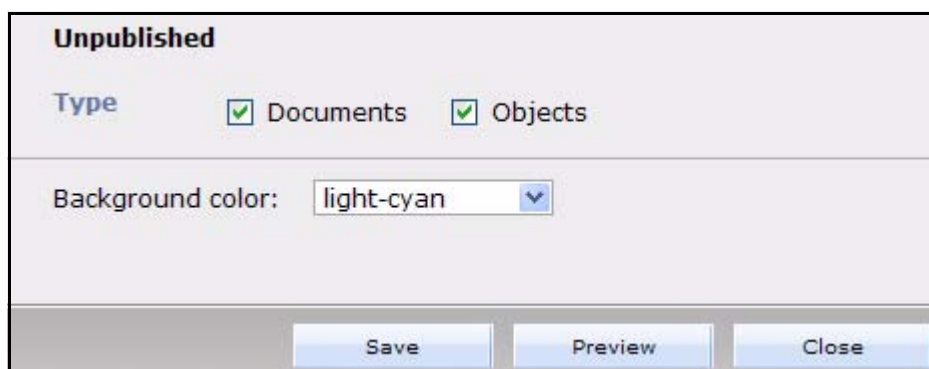 Unpublished
Type Documents Objects
Background color: light-cyan
Save Preview Close